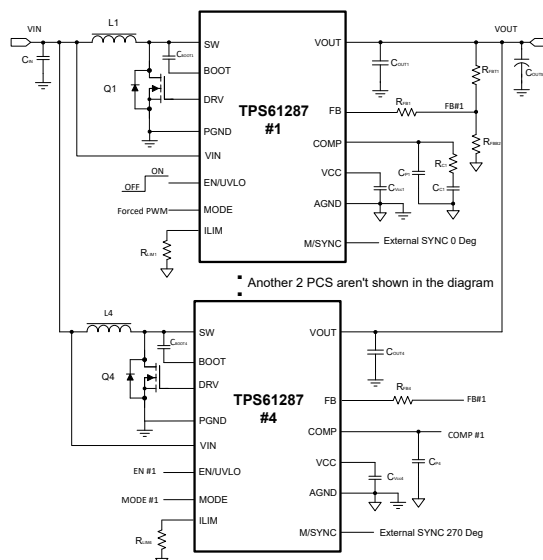 VIN
L1
VOUT
CIN
Q1
CBOOT1
SW
BOOT
DRV
PGND
VIN
EN/UVLO
MODE
ILIM
TPS61287
#1
VOUT
FB
COMP
VCC
AGND
M/SYNC
COUT1
RFBT1
COUT0
RFB1
FB#1
RFBB2
CP1
RC1
CC1
CVcc1
ON
OFF
Forced PWM
RLIM1
External SYNC 0 Deg
Another 2 PCS aren't shown in the diagram
L4
Q4
CBOOT4
SW
BOOT
DRV
PGND
VIN
EN/UVLO
MODE
ILIM
TPS61287
#4
VOUT
FB
COMP
VCC
AGND
M/SYNC
COUT4
RFB4
FB#1
COMP #1
CP4
CVcc4
EN #1
MODE #1
External SYNC 270 Deg